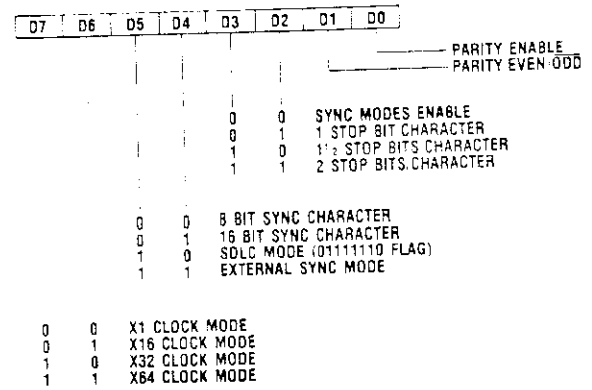 D7 D6 D5 D4 D3 D2 D1 D0
PARITY ENABLE
PARITY EVEN/ODD
0 0 SYNC MODES ENABLE
0 1 1 STOP BIT CHARACTER
1 0 1 1/2 STOP BITS CHARACTER
1 1 2 STOP BITS CHARACTER
0 0 8 BIT SYNC CHARACTER
0 1 16 BIT SYNC CHARACTER
1 0 SDLC MODE (01111110 FLAG)
1 1 EXTERNAL SYNC MODE
0 0 X1 CLOCK MODE
0 1 X16 CLOCK MODE
1 0 X32 CLOCK MODE
1 1 X64 CLOCK MODE